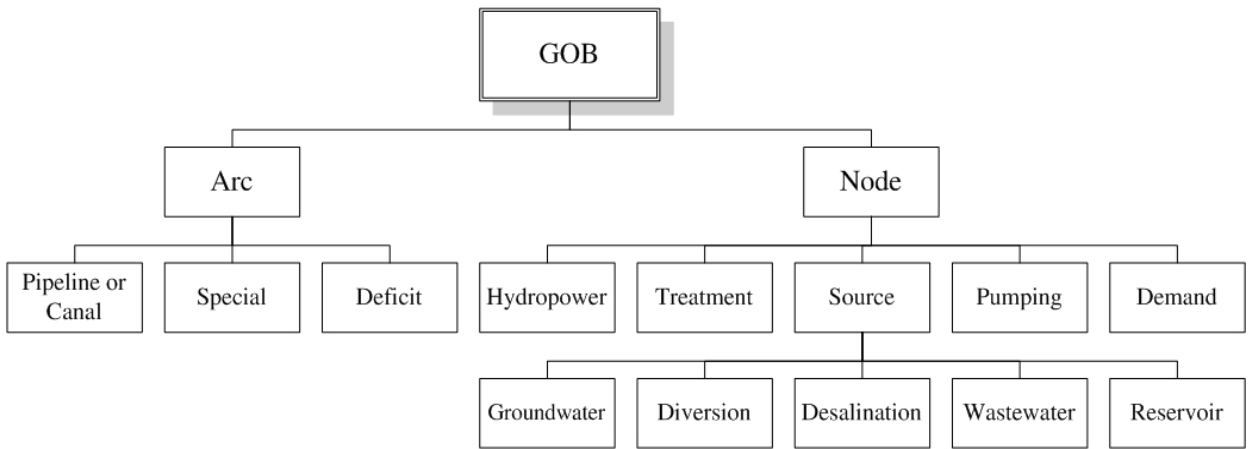 GOB
Arc
Node
Pipeline or
Canal
Special
Deficit
Hydropower
Treatment
Source
Pumping
Demand
Groundwater
Diversion
Desalination
Wastewater
Reservoir